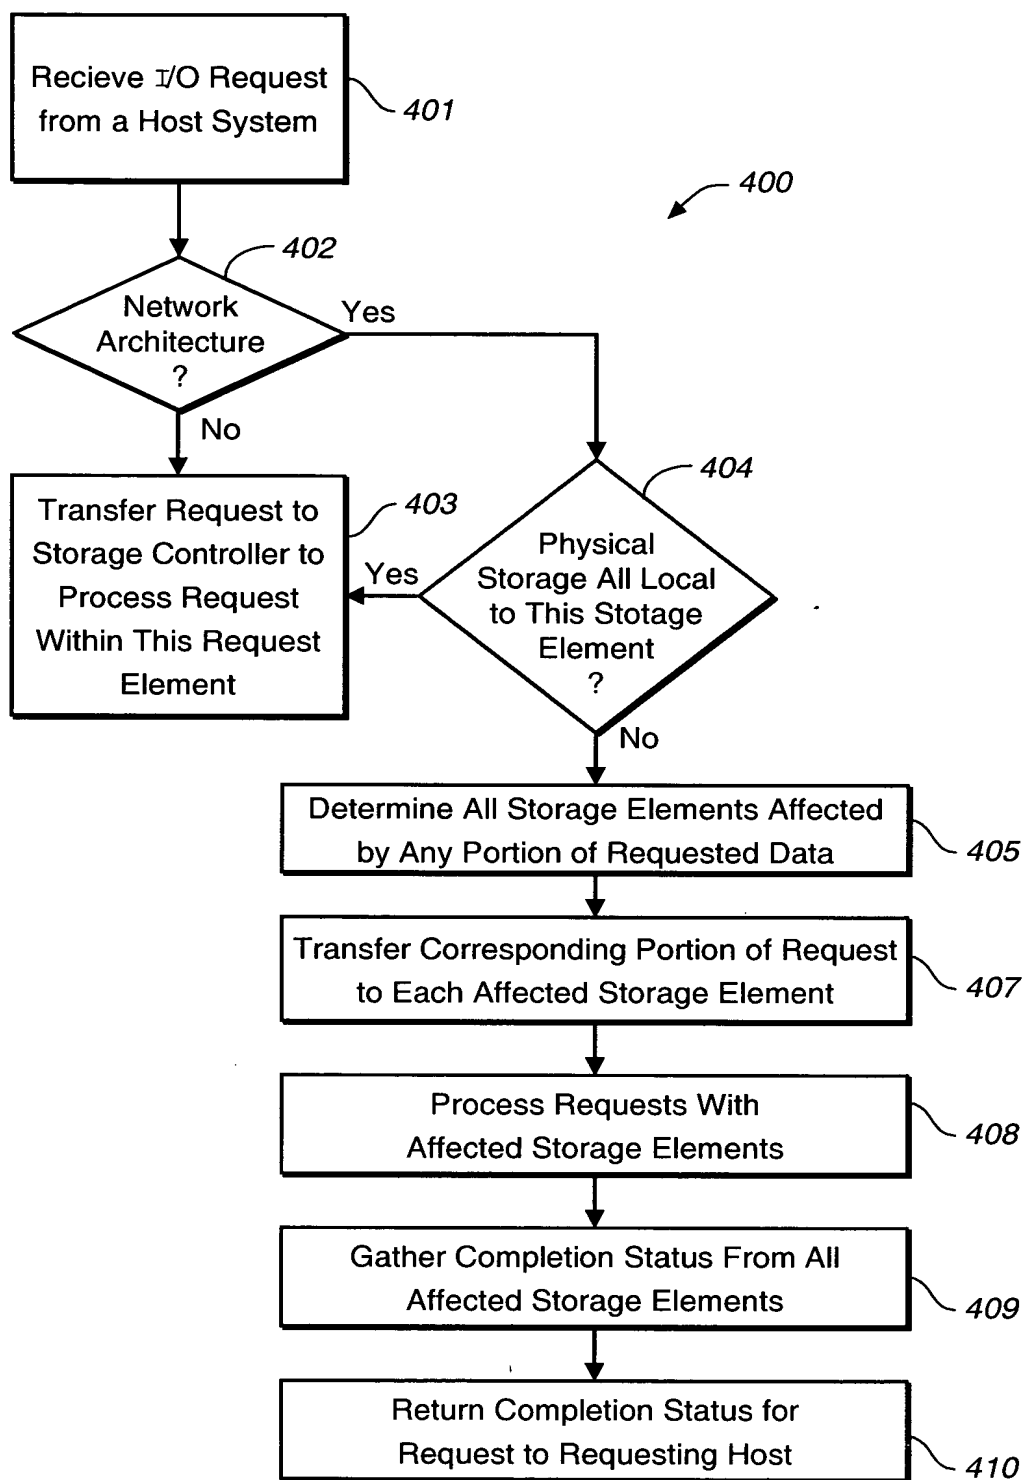 Recieve I/O Request
from a Host System
401
400
402
Network
Architecture
?
Yes
No
404
Transfer Request to
Storage Controller to
Process Request
Within This Request
Element
403
Yes
Physical
Storage All Local
to This Stotage
Element
?
No
Determine All Storage Elements Affected
by Any Portion of Requested Data
405
Transfer Corresponding Portion of Request
to Each Affected Storage Element
407
Process Requests With
Affected Storage Elements
408
Gather Completion Status From All
Affected Storage Elements
409
Return Completion Status for
Request to Requesting Host
410